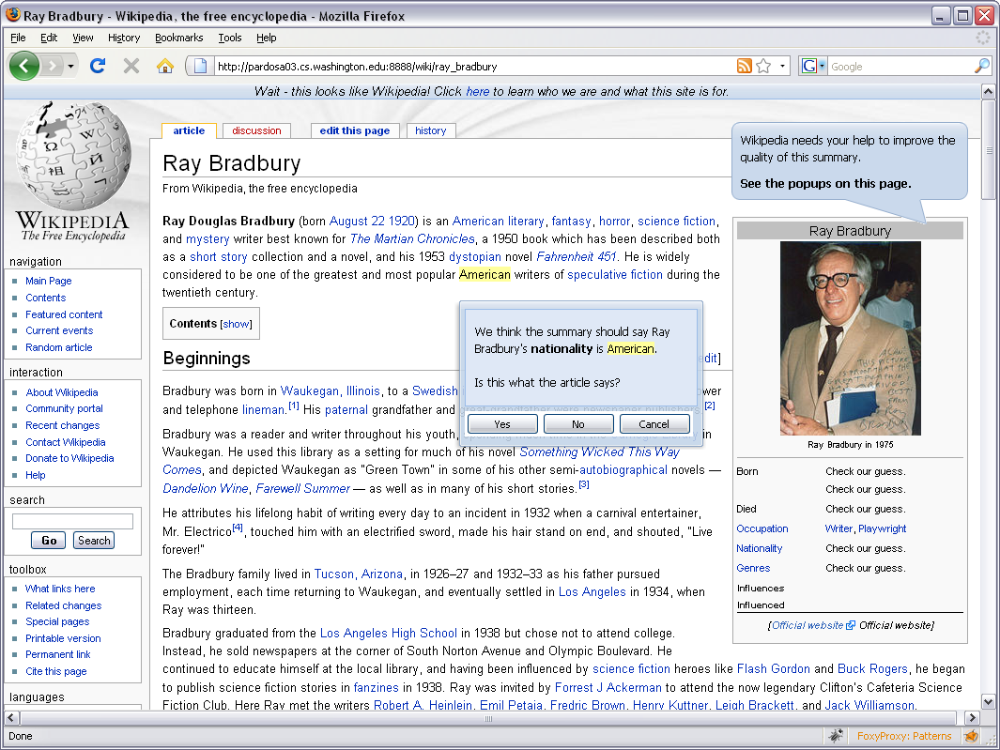 Ray Bradbury - Wikipedia, the free encyclopedia - Mozilla Firefox
File Edit View History Bookmarks Tools Help
http://pardosa03.cs.washington.edu:8888/wiki/ray_bradbury
Google
Wait - this looks like Wikipedia! Click here to learn who we are and what this site is for.
WIKIPEDIA
The Free Encyclopedia
navigation
Main Page
Contents
Featured content
Current events
Random article
interaction
About Wikipedia
Community portal
Recent changes
Contact Wikipedia
Donate to Wikipedia
Help
search
Go Search
toolbox
What links here
Related changes
Special pages
Printable version
Permanent link
Cite this page
languages
article discussion edit this page history
Ray Bradbury
From Wikipedia, the free encyclopedia
Ray Douglas Bradbury (born August 22 1920) is an American literary, fantasy, horror, science fiction,
and mystery writer best known for The Martian Chronicles, a 1950 book which has been described both
as a short story collection and a novel, and his 1953 dystopian novel Fahrenheit 451. He is widely
considered to be one of the greatest and most popular American writers of speculative fiction during the
twentieth century.
Contents [show]
Beginnings
edit]
We think the summary should say Ray
Bradbury's nationality is American.
Is this what the article says?
Yes No Cancel
Bradbury was born in Waukegan, Illinois, to a Swedish
and telephone lineman.[1] His paternal grandfather and great-grandfather were newspaper publishers.[2]
Bradbury was a reader and writer throughout his youth, in
Waukegan. He used this library as a setting for much of his novel Something Wicked This Way
Comes, and depicted Waukegan as "Green Town" in some of his other semi-autobiographical novels —
Dandelion Wine, Farewell Summer — as well as in many of his short stories.[3]
He attributes his lifelong habit of writing every day to an incident in 1932 when a carnival entertainer,
Mr. Electrico[4], touched him with an electrified sword, made his hair stand on end, and shouted, "Live
forever!"
The Bradbury family lived in Tucson, Arizona, in 1926–27 and 1932–33 as his father pursued
employment, each time returning to Waukegan, and eventually settled in Los Angeles in 1934, when
Ray was thirteen.
Bradbury graduated from the Los Angeles High School in 1938 but chose not to attend college.
Instead, he sold newspapers at the corner of South Norton Avenue and Olympic Boulevard. He
continued to educate himself at the local library, and having been influenced by science fiction heroes like Flash Gordon and Buck Rogers, he began
to publish science fiction stories in fanzines in 1938. Ray was invited by Forrest J Ackerman to attend the now legendary Clifton's Cafeteria Science
Fiction Club. Here Ray met the writers Robert A. Heinlein, Emil Petaja, Fredric Brown, Henry Kuttner, Leigh Brackett, and Jack Williamson.
Wikipedia needs your help to improve the
quality of this summary.
See the popups on this page.
Ray Bradbury
Ray Bradbury in 1975
Born Check our guess.
Check our guess.
Died Check our guess.
Occupation Writer, Playwright
Nationality Check our guess.
Genres Check our guess.
Influences
Influenced
[Official website Official website]
Done
FoxyProxy: Patterns